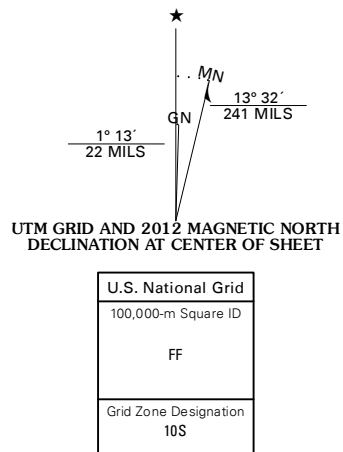 ★
MN
GN
13° 32´
241 MILS
1° 13´
22 MILS
UTM GRID AND 2012 MAGNETIC NORTH
DECLINATION AT CENTER OF SHEET
U.S. National Grid
100,000-m Square ID
FF
Grid Zone Designation
10S